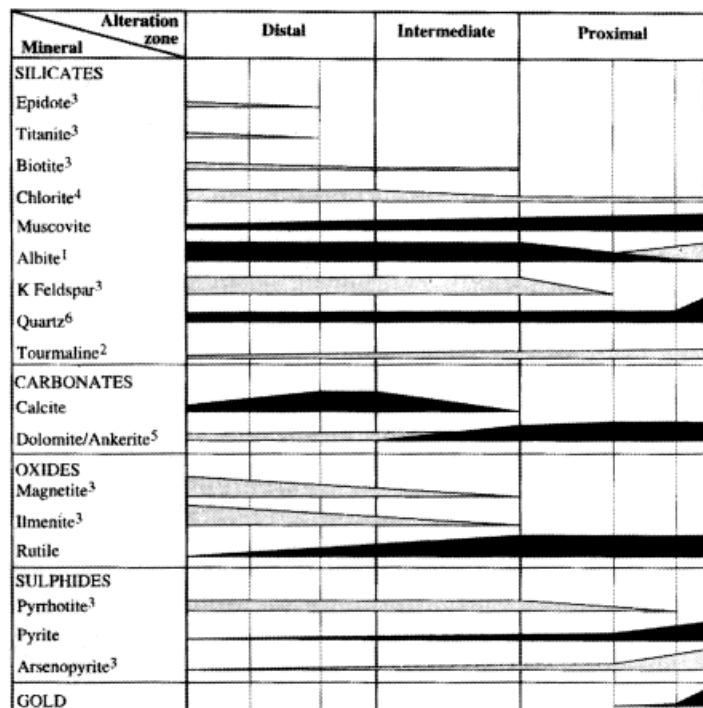 Alteration zone
Mineral
Distal
Intermediate
Proximal
SILICATES
Epidote³
Titanite³
Biotite³
Chlorite⁴
Muscovite
Albite¹
K Feldspar³
Quartz⁶
Tourmaline²
CARBONATES
Calcite
Dolomite/Ankerite⁵
OXIDES
Magnetite³
Ilmenite³
Rutile
SULPHIDES
Pyrrhotite³
Pyrite
Arsenopyrite³
GOLD